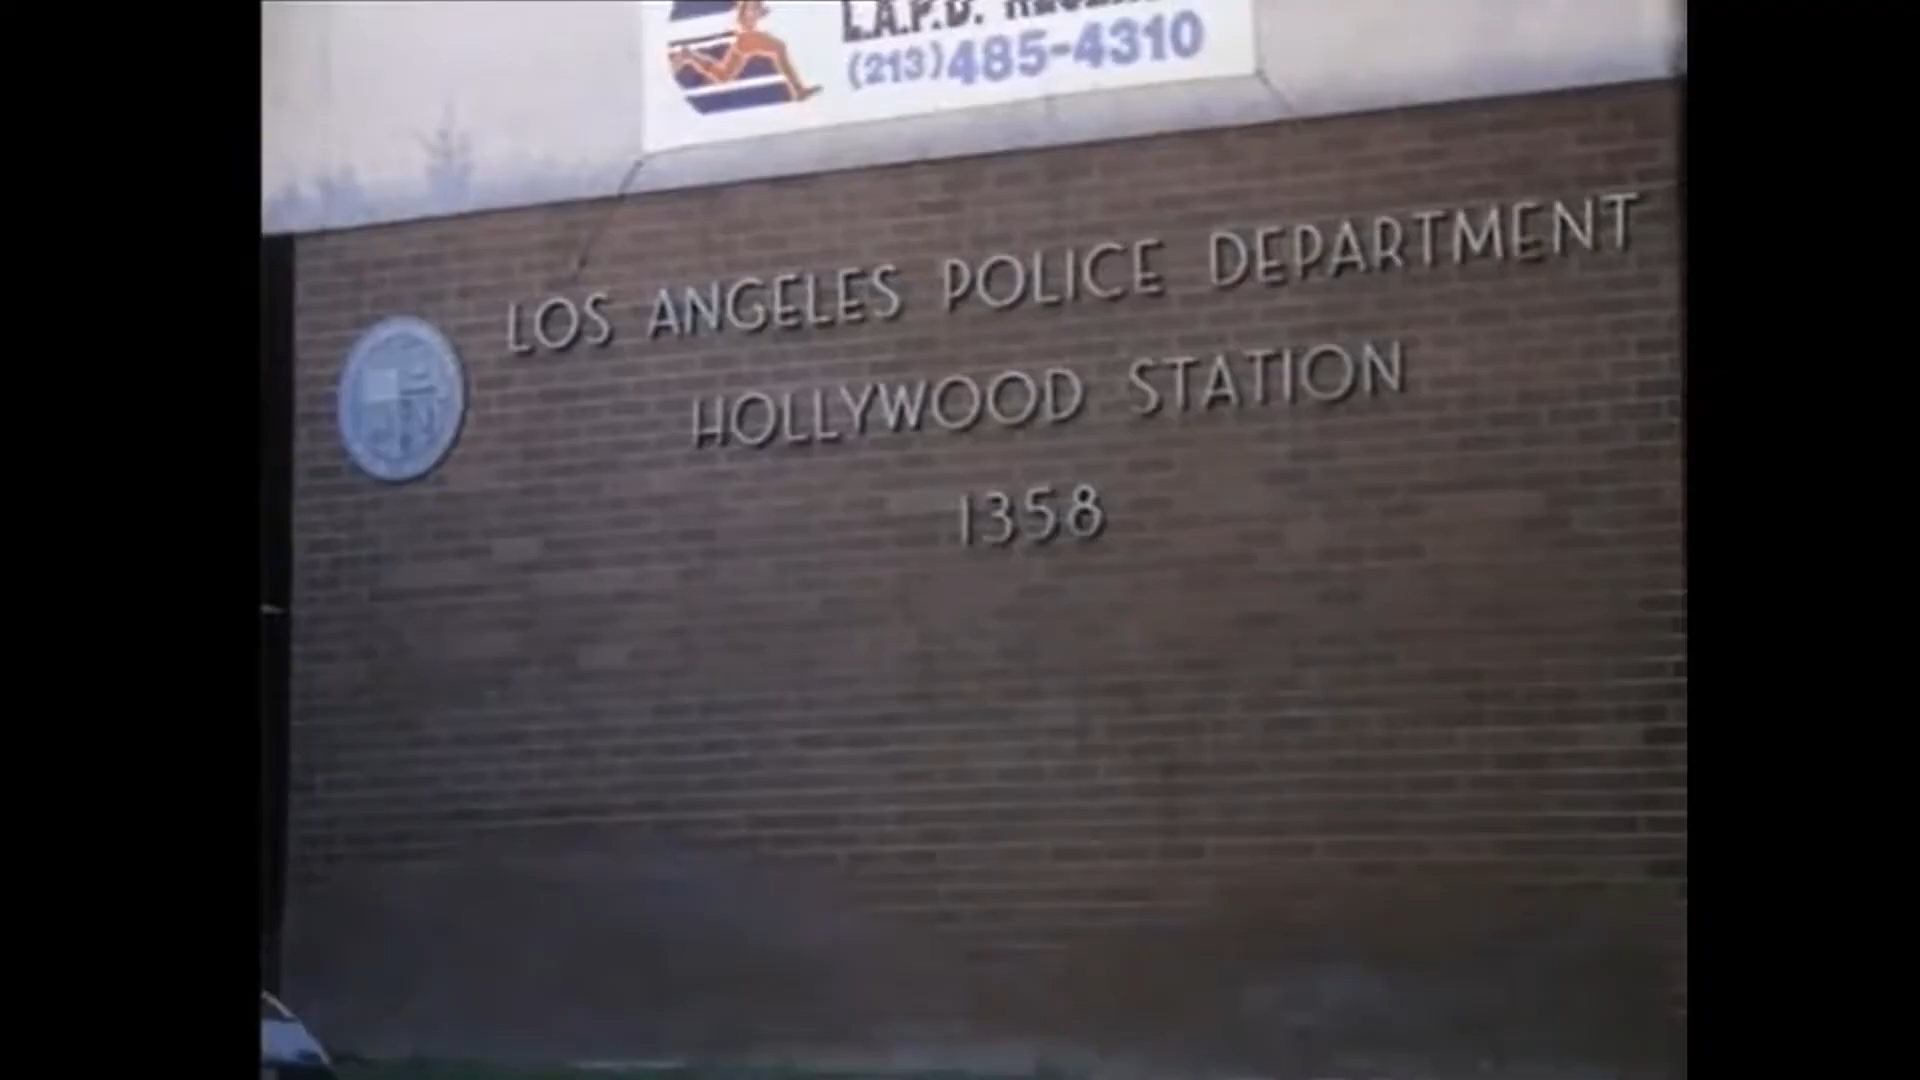 L.A.P.D.
(213)485-4310
LOS ANGELES POLICE DEPARTMENT
HOLLYWOOD STATION
1358